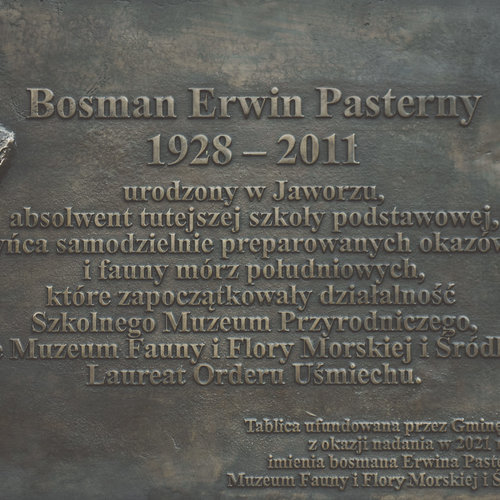 Bosman Erwin Pasterny
1928 – 2011
urodzony w Jaworzu,
absolwent tutejszej szkoły podstawowej,
samodzielnie preparowanych okazów
i fauny mórz południowych,
które zapoczątkowały działalność
Szkolnego Muzeum Przyrodniczego,
Muzeum Fauny i Flory Morskiej i
Laureat Orderu Uśmiechu.
Tablica ufundowana przez Gminę
z okazji nadania w 2021
imienia bosmana Erwina
Muzeum Fauny i Flory Morskiej i